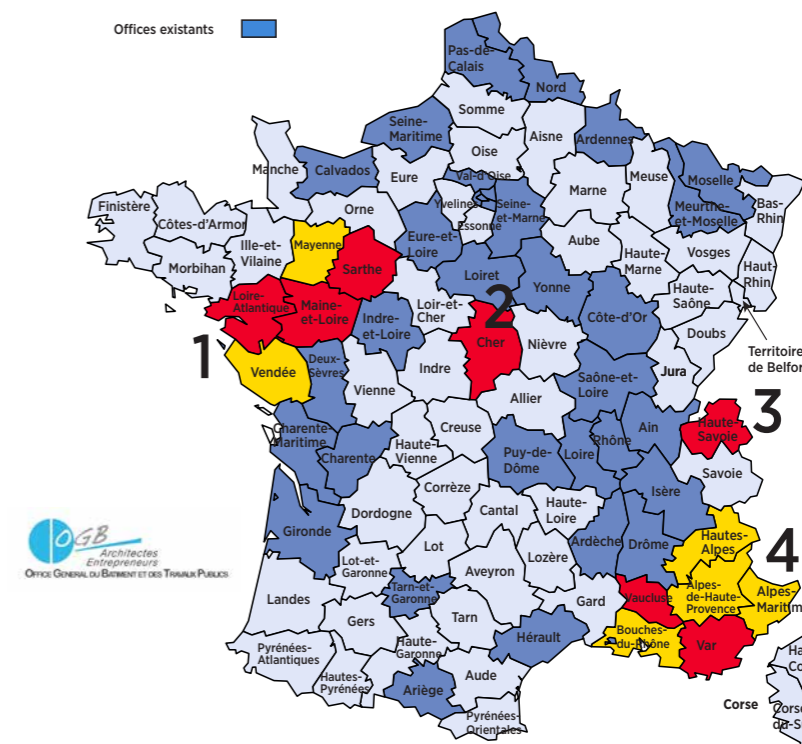 Offices existants
Pas-de-
Calais
Nord
Somme
Seine-
Maritime
Aisne
Ardennes
Oise
Manche
Calvados
Eure
Val-d'Oise
Meuse
Moselle
Marne
Yvelines
Seine-
et-Marne
Meurthe-
et-Moselle
Bas-
Rhin
Finistère
Côtes-d'Armor
Orne
Essonne
Ille-et-
Vilaine
Mayenne
Eure-et-
Loire
Aube
Haute-
Marne
Vosges
Morbihan
Sarthe
Loiret
Yonne
Haut-
Rhin
Haute-
Saône
Loire-
Atlantique
Maine-
et-Loire
Loir-et-
Cher
2
Indre-
et-Loire
Côte-d'Or
Cher
Nièvre
Doubs
Territoire
de Belfor
1
Vendée
Deux-
Sèvres
Vienne
Indre
Saône-et-
Loire
Jura
Allier
3
Charente-
Maritime
Creuse
Ain
Haute-
Savoie
Charente
Haute-
Vienne
Puy-de-
Dôme
Loire
Rhône
Savoie
Corrèze
Isère
Dordogne
Cantal
Haute-
Loire
Gironde
OGB
Architectes
Entrepreneurs
OFFICE GENERAL DU BATIMENT ET DES TRAVAUX PUBLICS
Hautes-
Alpes
4
Lot
Ardèche
Drôme
Lot-et-
Garonne
Lozère
Aveyron
Tarn-et-
Garonne
Vaucluse
Alpes-
de-Haute-
Provence
Alpes-
Maritim
Landes
Gard
Gers
Tarn
Bouches-
du-Rhône
Var
Haute-
Garonne
Hérault
Pyrénées-
Atlantiques
Hautes-
Pyrénées
Ariège
Aude
Pyrénées-
Orientales
Corse
Ha
Co
Corse
du-S